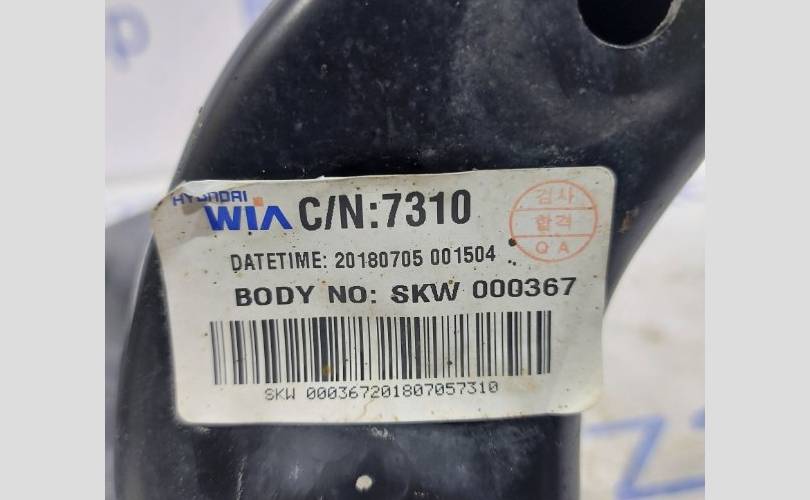 HYUNDAI
WIA C/N:7310
검사
합격
QA
DATETIME: 20180705 001504
BODY NO: SKW 000367
SKW 000367201807057310